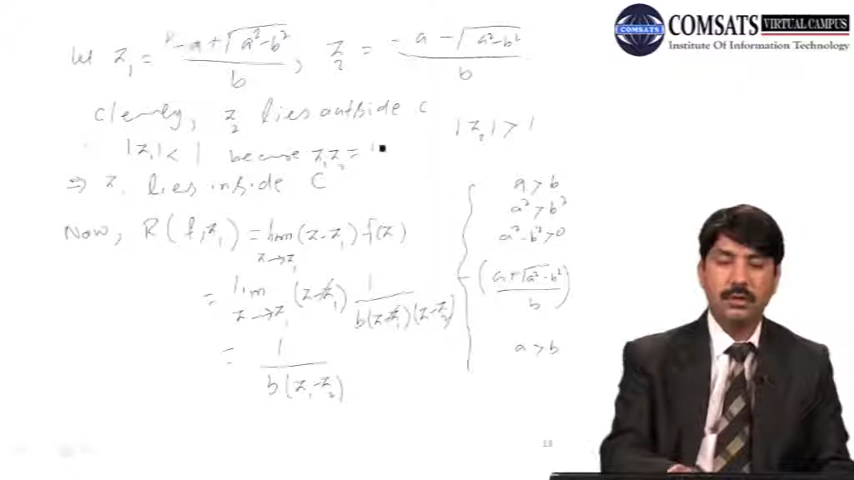 COMSATS VIRTUAL CAMPUS
Institute Of Information Technology
let z₁ = -a+√(a²-b²)/b, z₂ = -a-√(a²-b²)/b
Clearly, z₂ lies outside C |z₂| > 1
|z₁| < 1 because z₁z₂ = 1
⇒ z₁ lies inside C
Now, R(f, z₁) = lim (z-z₁) f(z)
z→z₁
= lim (z-z₁) 1/b(z-z₁)(z-z₂)
z→z₁
= 1/b(z₁-z₂)
a > b
a² > b²
a²-b² > 0
(a+√(a²-b²)/b)
a > b
18